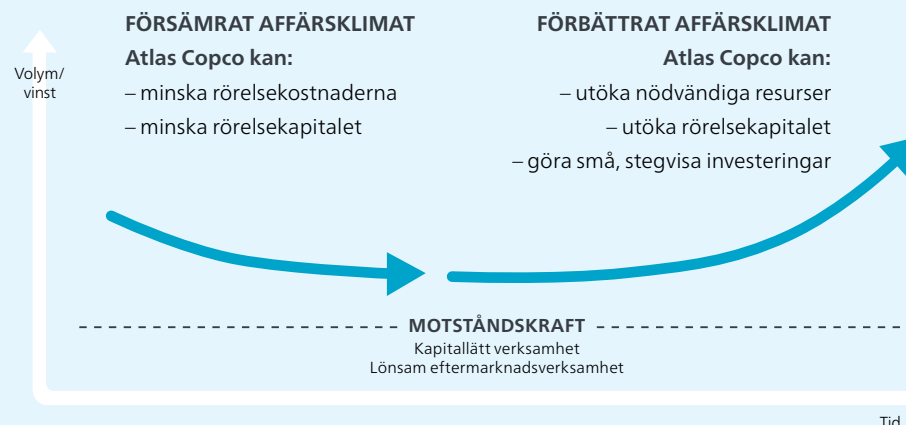 FÖRSÄMRAT AFFÄRSKLIMAT
Atlas Copco kan:
– minska rörelsekostnaderna
– minska rörelsekapitalet
FÖRBÄTTRAT AFFÄRSKLIMAT
Atlas Copco kan:
– utöka nödvändiga resurser
– utöka rörelsekapitalet
– göra små, stegvisa investeringar
Volym/
vinst
MOTSTÅNDSKRAFT
Kapitallätt verksamhet
Lönsam eftermarknadsverksamhet
Tid